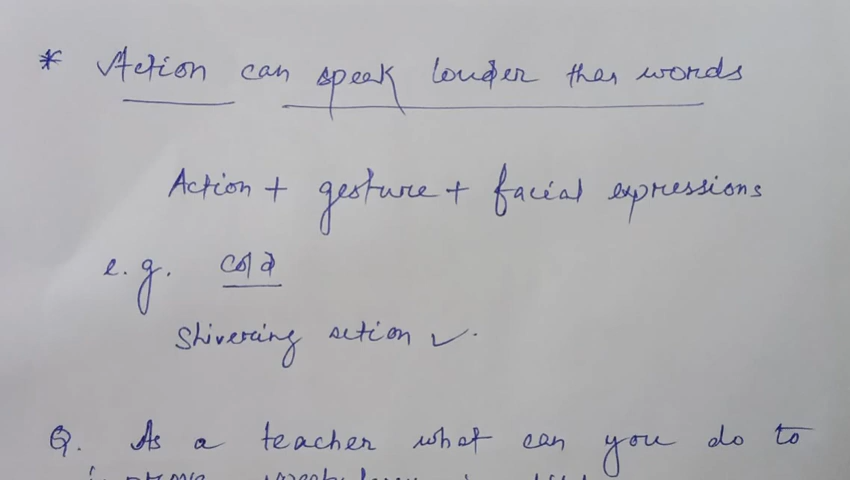 * Action can speak louder then words
Action + gesture + facial expressions
e.g. cold
Shivering action ✓.
Q. As a teacher what can you do to